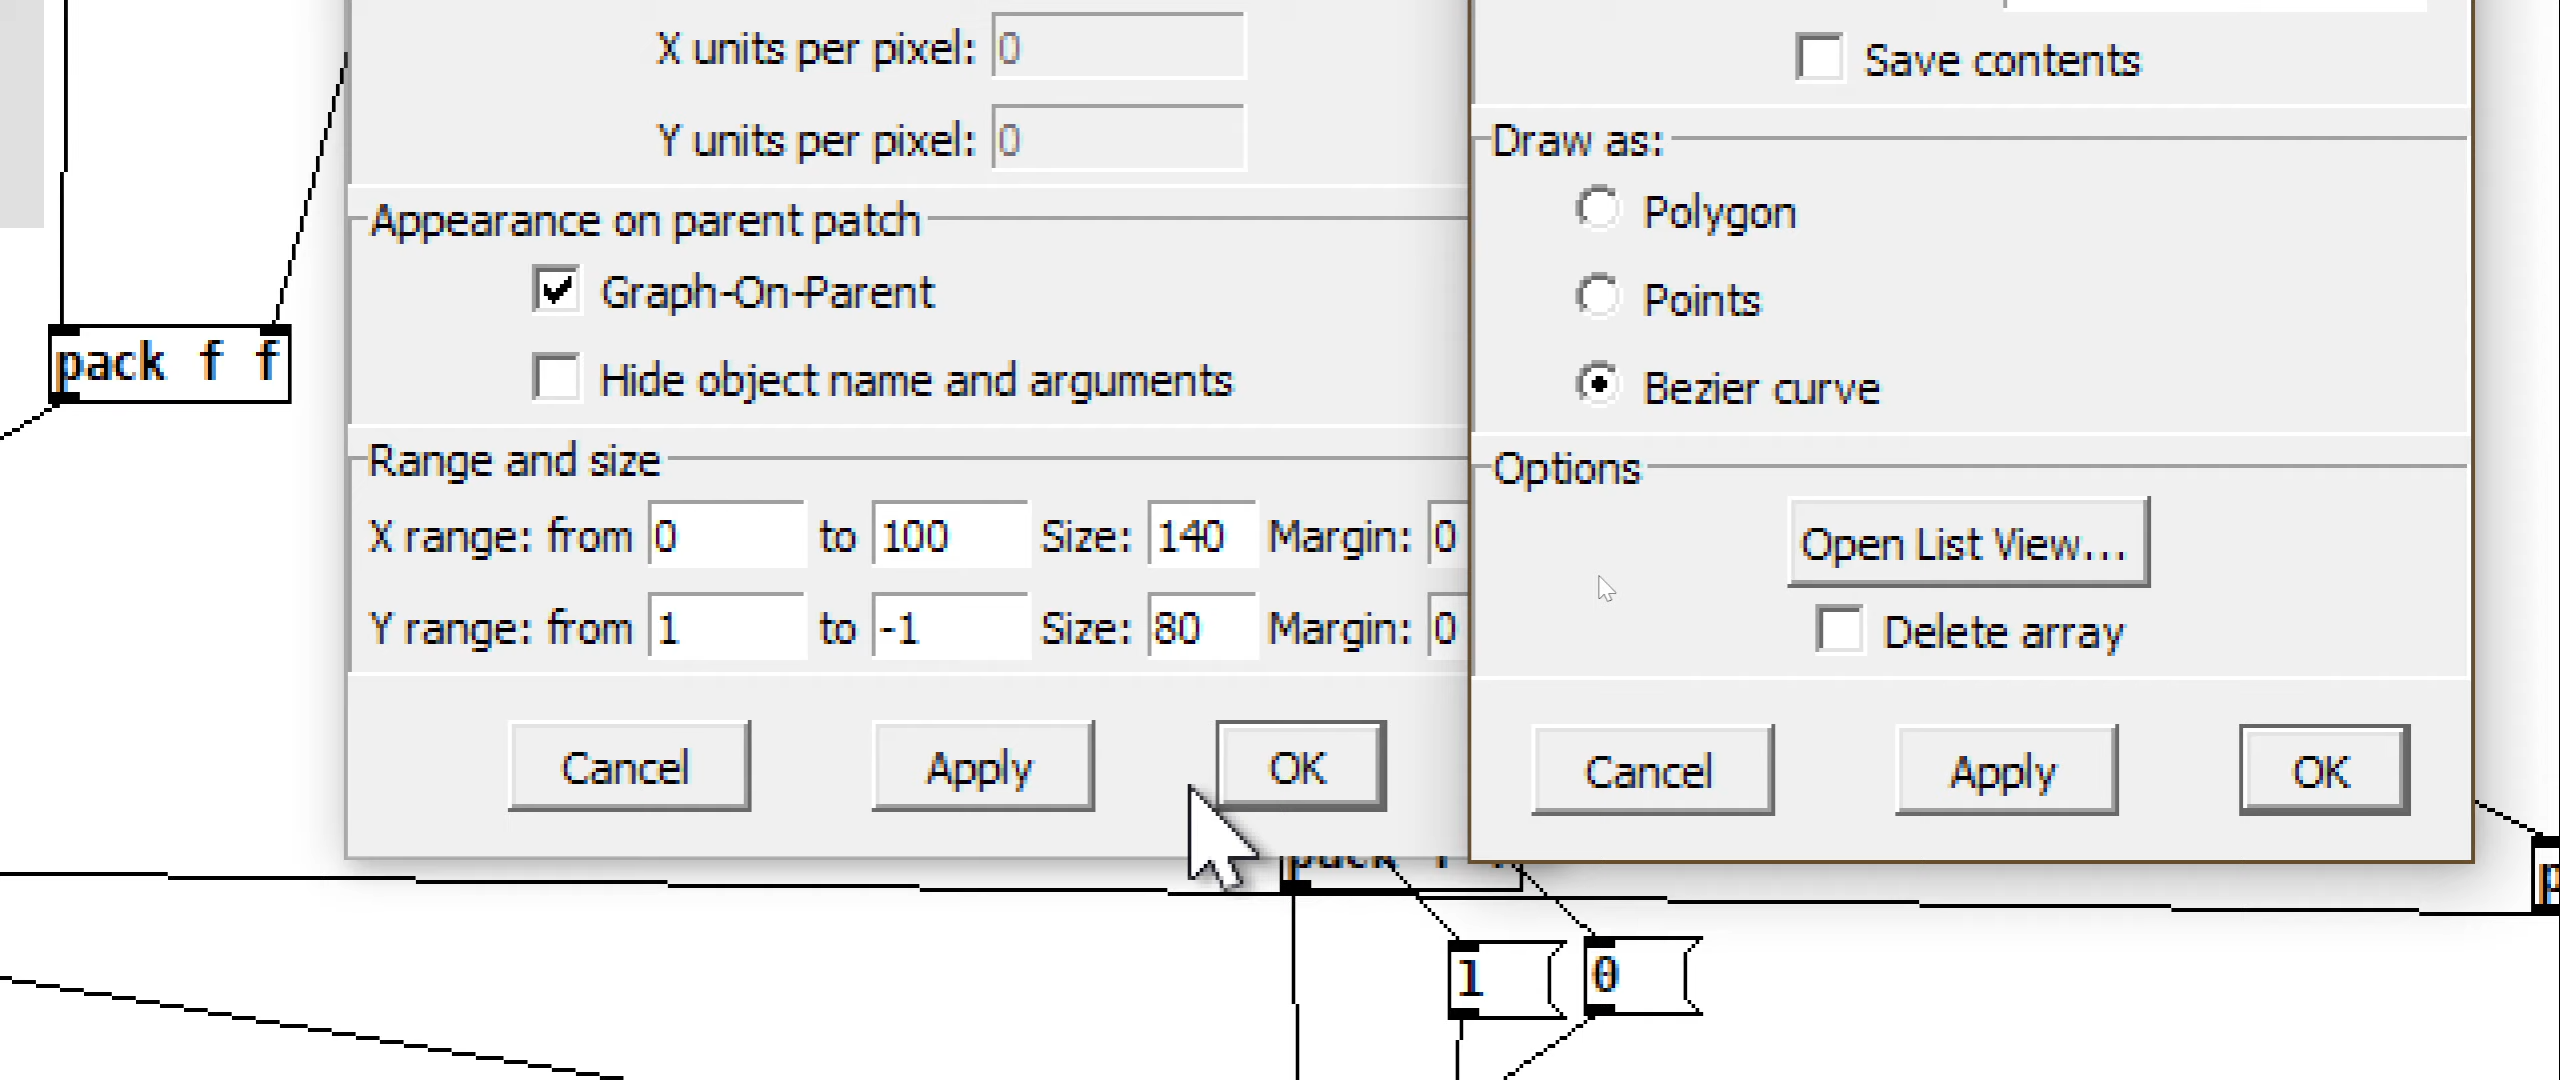 X units per pixel: 0
Y units per pixel: 0
Appearance on parent patch
Graph-On-Parent
Hide object name and arguments
Range and size
X range: from 0 to 100 Size: 140 Margin: 0
Y range: from 1 to -1 Size: 80 Margin: 0
Cancel Apply OK
Save contents
Draw as:
Polygon
Points
Bezier curve
Options
Open List View...
Delete array
Cancel Apply OK
pack f f
1
0